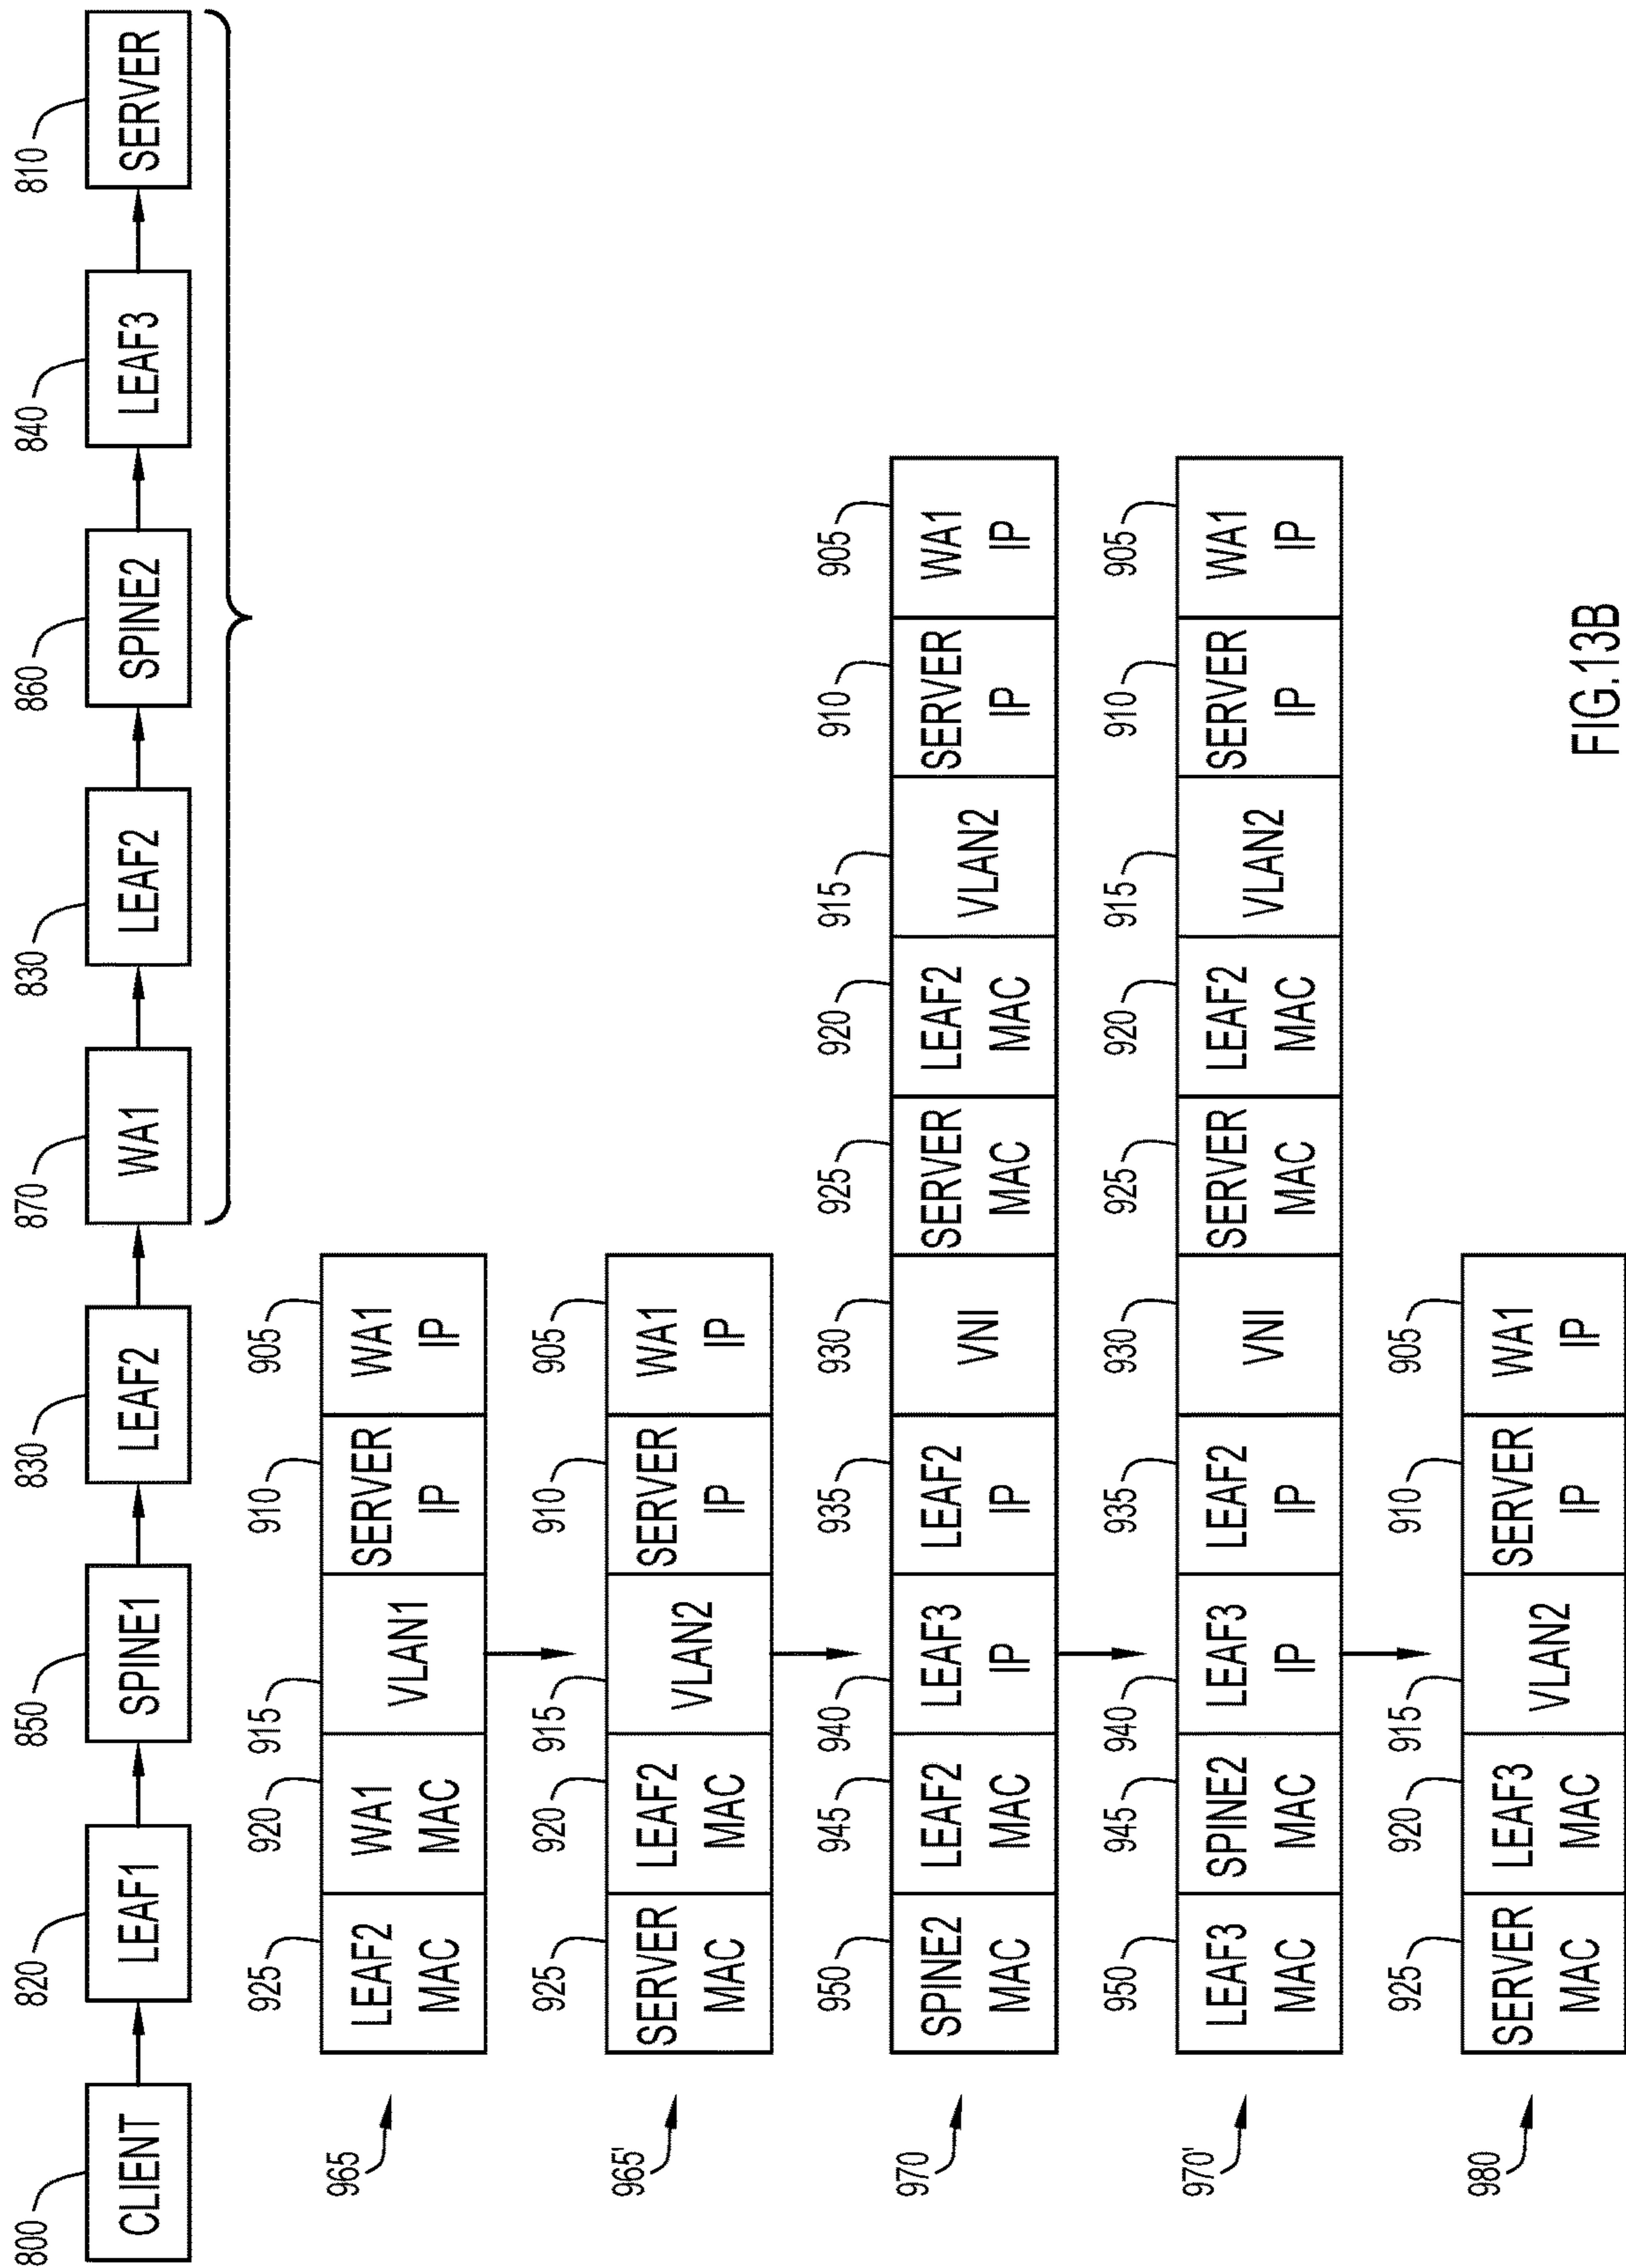 800 820 850 830 870 830 860 840 810
CLIENT LEAF1 SPINE1 LEAF2 WA1 LEAF2 SPINE2 LEAF3 SERVER
965
925 920 915 910 905
LEAF2 WA1 VLAN1 SERVER WA1
MAC MAC IP IP
965'
925 920 915 910 905
SERVER LEAF2 VLAN2 SERVER WA1
MAC MAC IP IP
970
950 945 940 935 930 925 920 915 910 905
SPINE2 LEAF2 LEAF3 LEAF2 VNI SERVER LEAF2 VLAN2 SERVER WA1
MAC MAC IP IP MAC MAC IP IP
970'
950 945 940 935 930 925 920 915 910 905
LEAF3 SPINE2 LEAF3 LEAF2 VNI SERVER LEAF2 VLAN2 SERVER WA1
MAC MAC IP IP MAC MAC IP IP
980
925 920 915 910 905
SERVER LEAF3 VLAN2 SERVER WA1
MAC MAC IP IP
FIG.13B